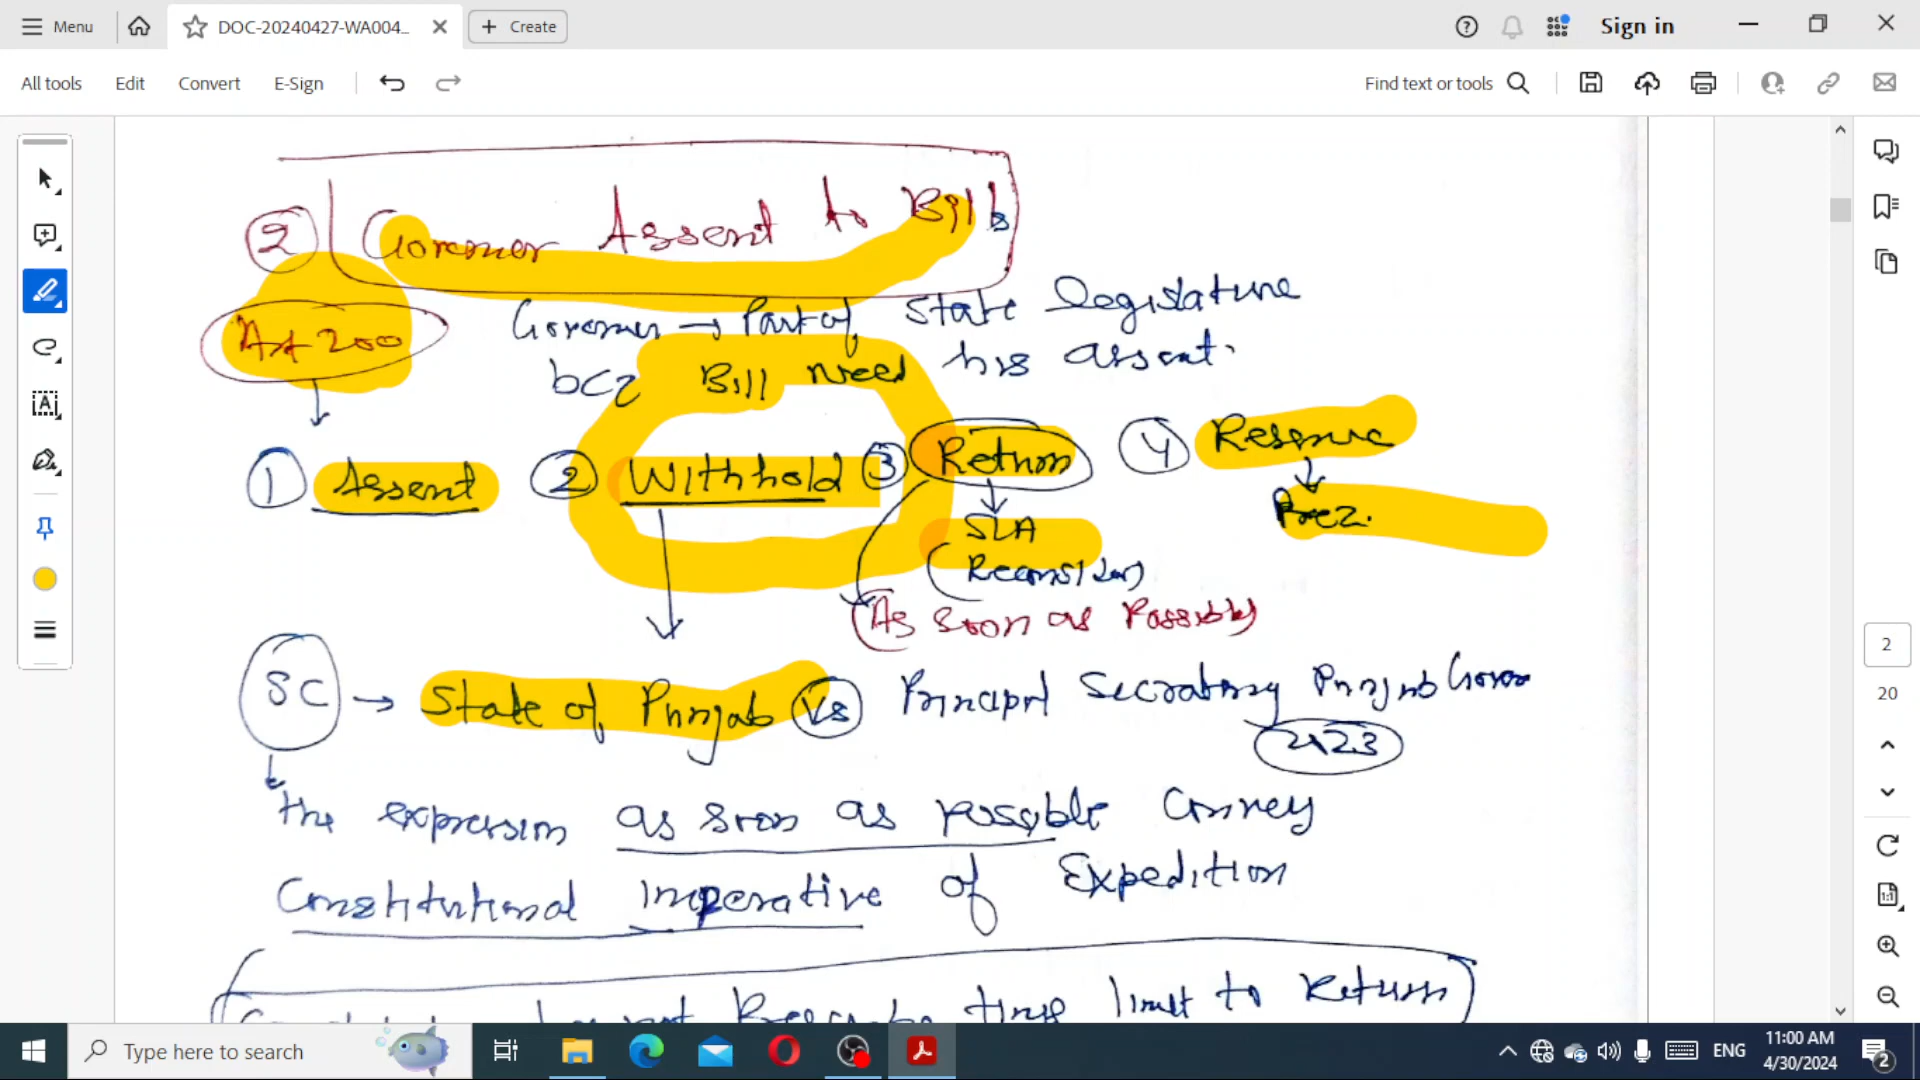 Menu DOC-20240427-WA004... Create Sign in
All tools Edit Convert E-Sign Find text or tools
2 Governor Assent to Bills
Art 200 Governor → Part of State legislature
bcz Bill need his assent.
1 Assent 2 Withhold 3 Return 4 Reserve
SLA Prez.
Reconsider
As soon as Possible
SC → State of Punjab Vs Principal Secretary Punjab Governor
2023
the expression as soon as possible Convey
Constitutional Imperative of Expedition
not Prescribe time limit to Return
2
20
Type here to search ENG 11:00 AM
4/30/2024
2